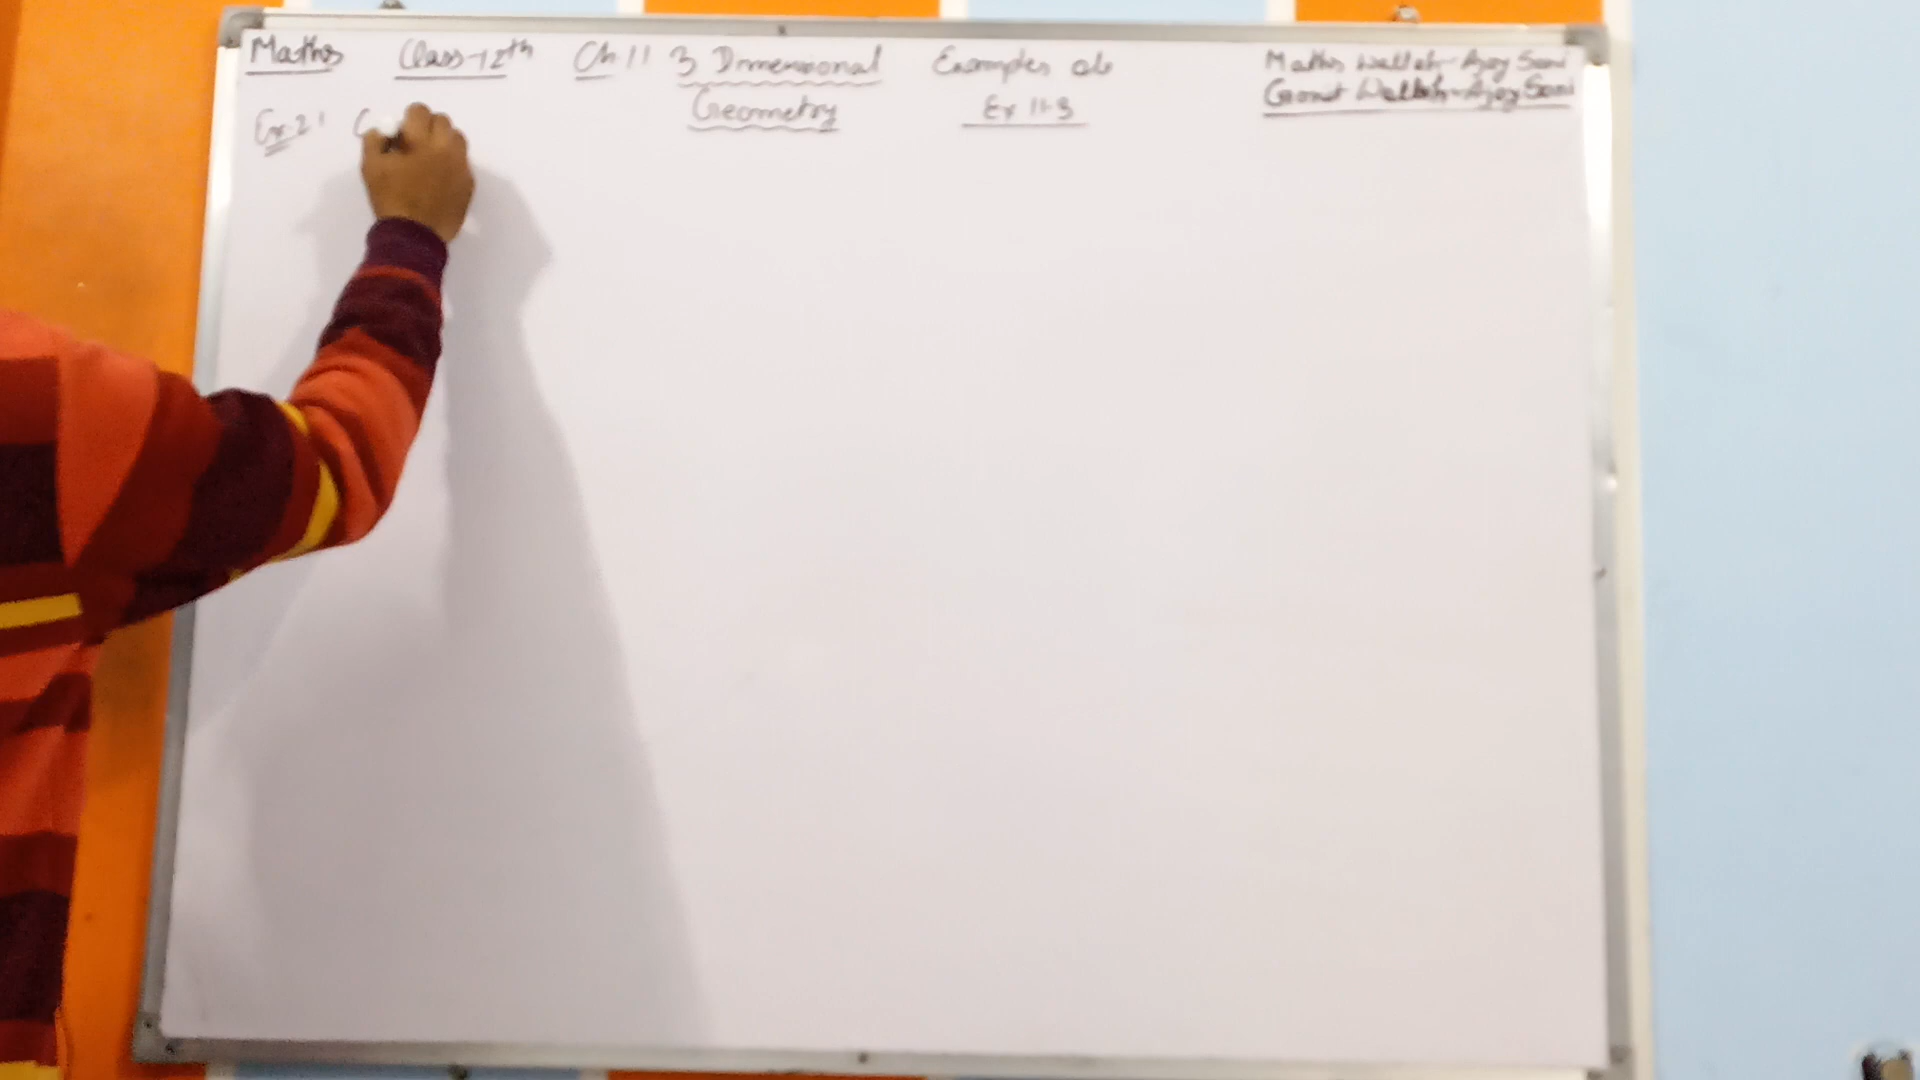 Maths Class-12th Ch 11 3 Dimensional Geometry Examples of Ex 11.3
Maths Wallah-Ajay Soni
Ganit Wallah-Ajay Soni
Ex-21